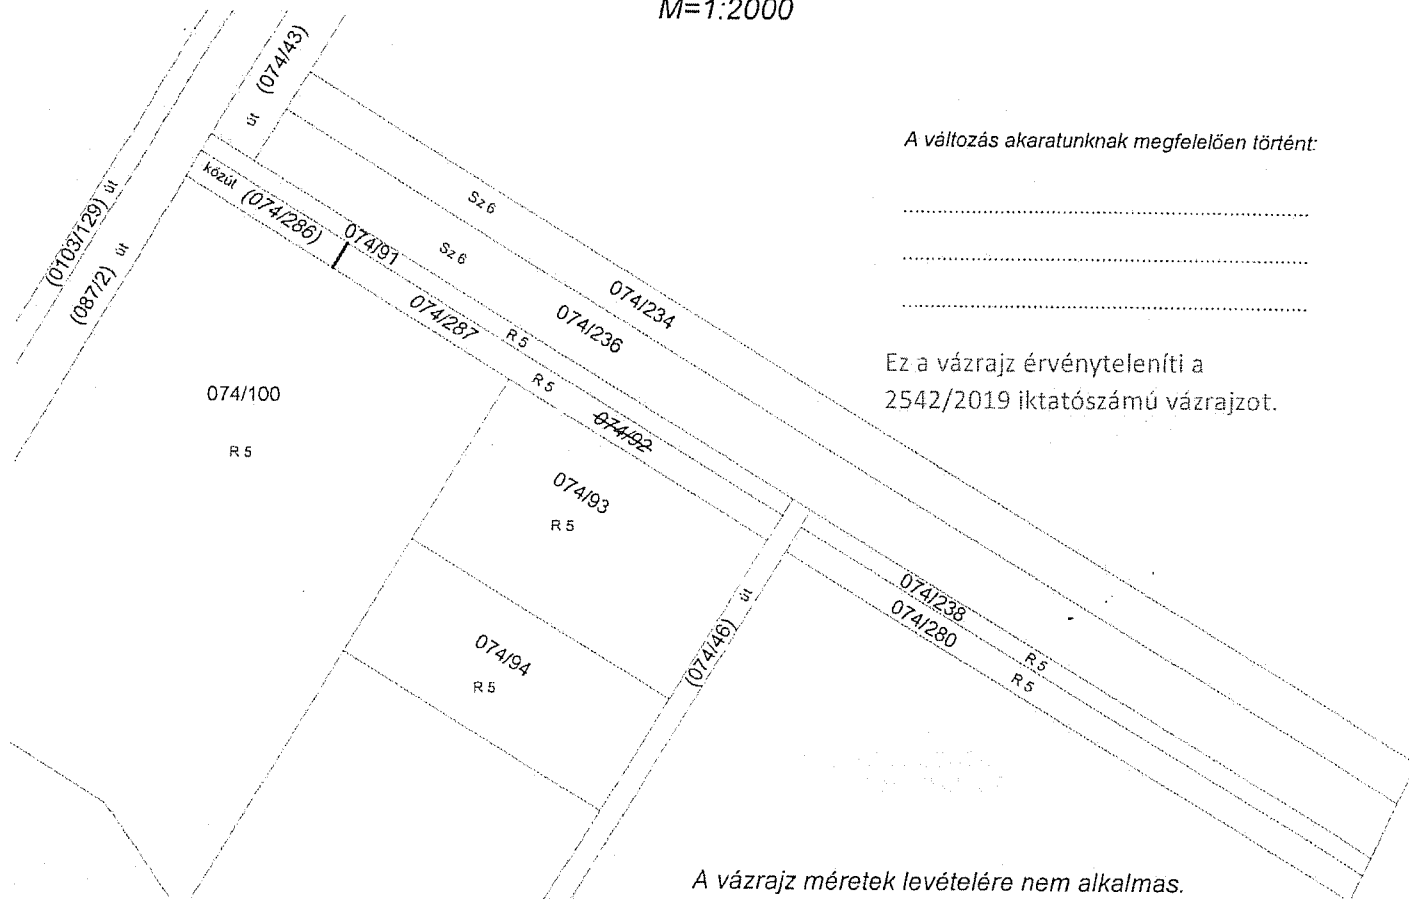 M=1:2000
(074/43)
út
A változás akaratunknak megfelelően történt:
közút (074/286)
Sz 6
(0103/129) út
074/91
Sz 6
(087/2) út
074/234
074/287
R 5
074/236
Ez a vázrajz érvényteleníti a
2542/2019 iktatószámú vázrajzot.
074/100
R 5
R 5
074/92
074/93
R 5
074/238
074/280
(074/46) út
074/94
R 5
R 5
R 5
A vázrajz méretek levételére nem alkalmas.